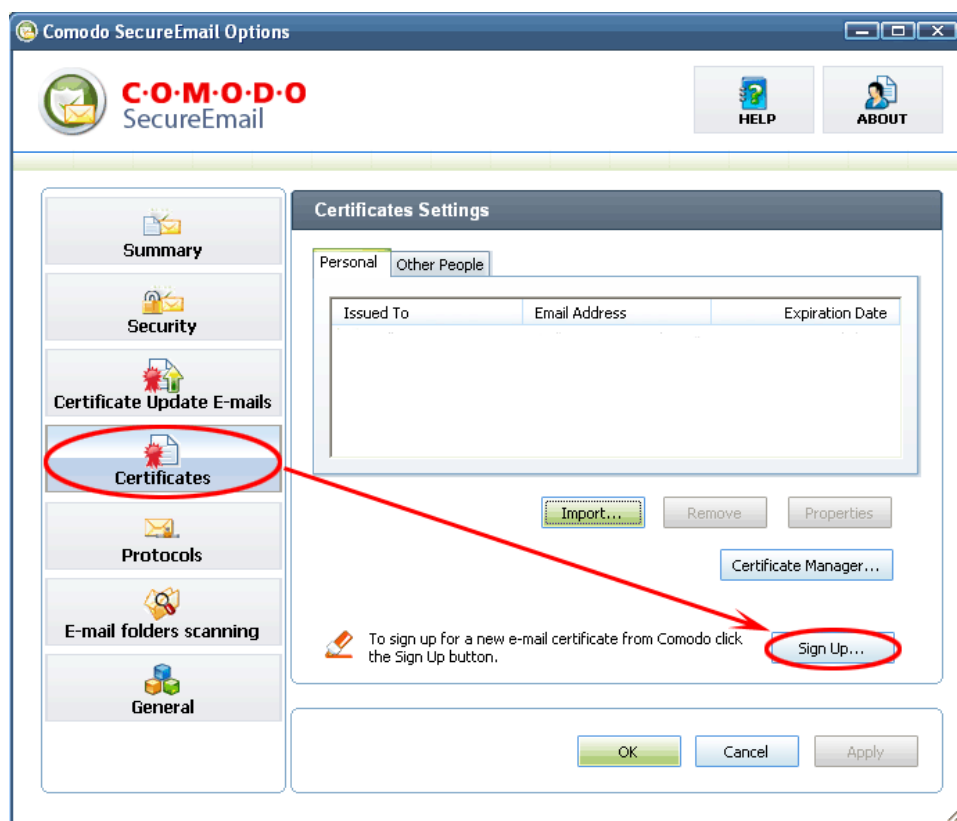 Comodo SecureEmail Options
C·O·M·O·D·O
SecureEmail
HELP
ABOUT
Summary
Security
Certificate Update E-mails
Certificates
Protocols
E-mail folders scanning
General
Certificates Settings
Personal
Other People
Issued To
Email Address
Expiration Date
Import...
Remove
Properties
Certificate Manager...
To sign up for a new e-mail certificate from Comodo click
the Sign Up button.
Sign Up...
OK
Cancel
Apply